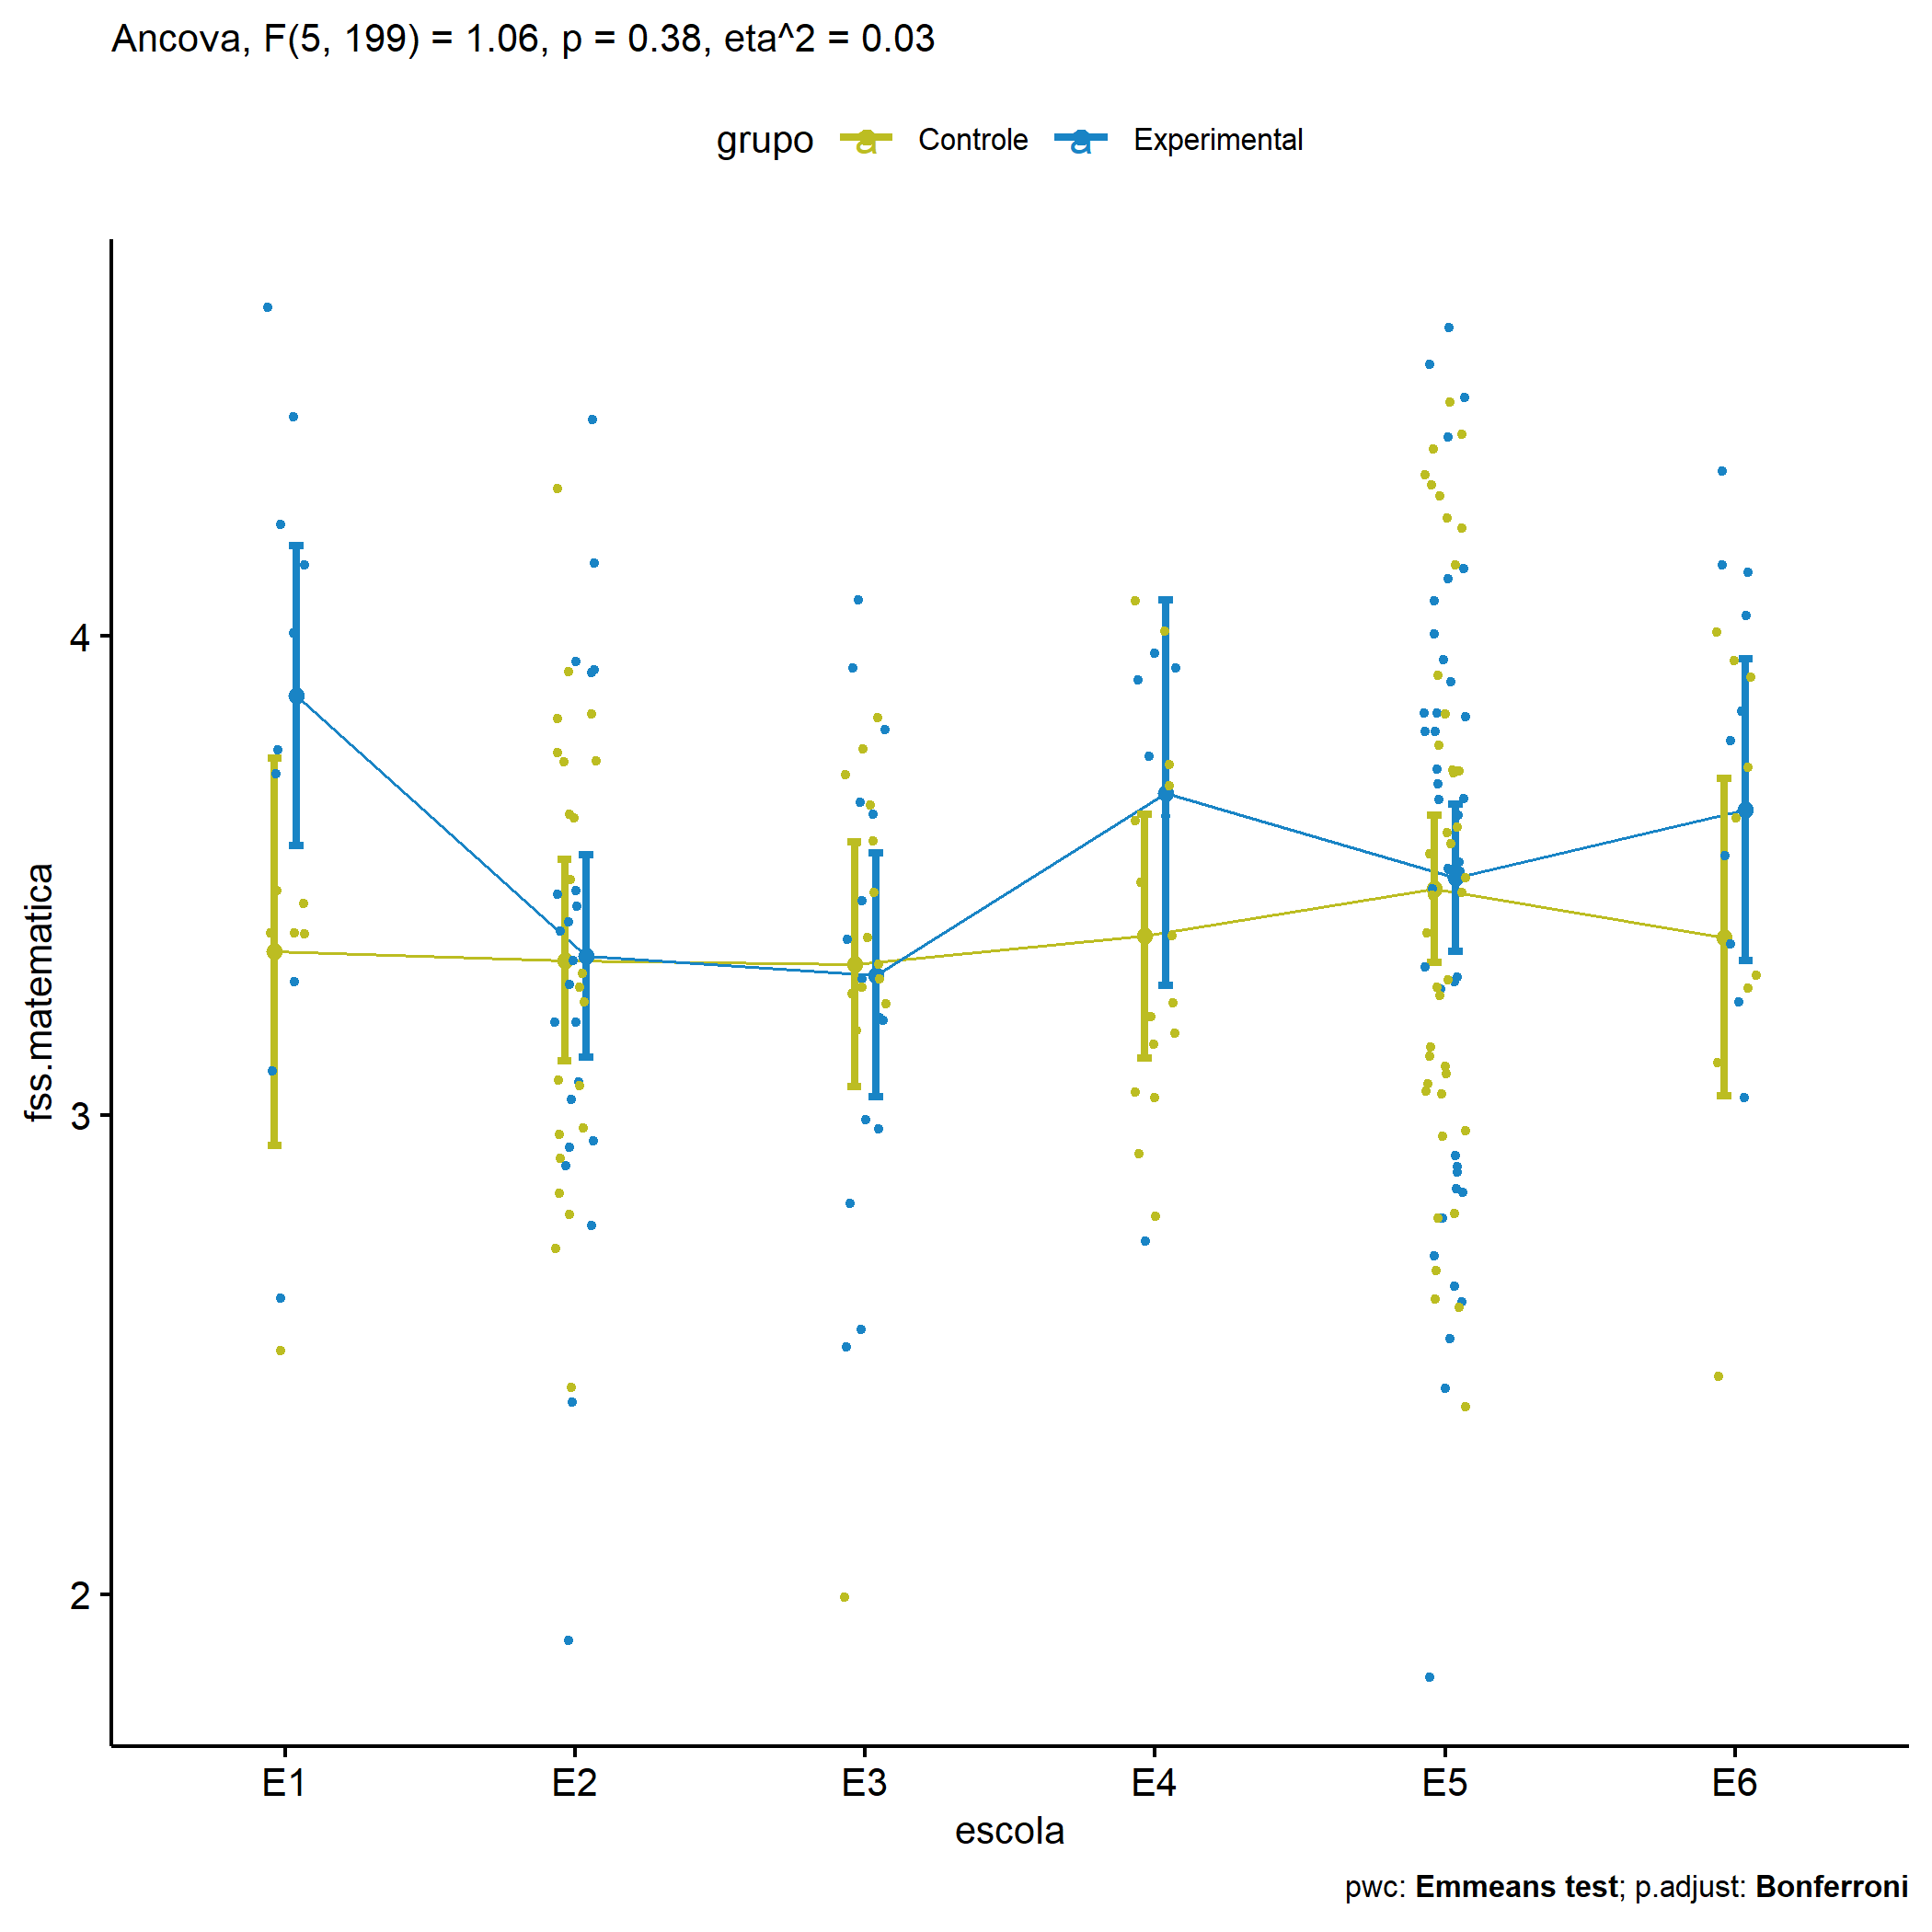 Ancova, F(5, 199) = 1.06, p = 0.38, eta^2 = 0.03
grupo a Controle a Experimental
fss.matematica
4
3
2
E1 E2 E3 E4 E5 E6
escola
pwc: Emmeans test; p.adjust: Bonferroni